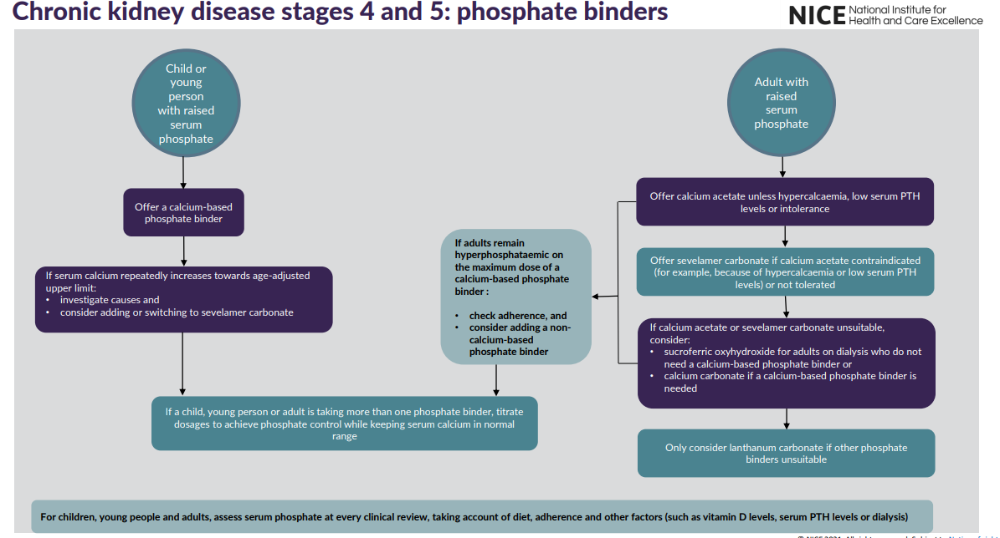 Chronic kidney disease stages 4 and 5: phosphate binders
NICE National Institute for
Health and Care Excellence
Child or
young
person
with raised
serum
phosphate
Offer a calcium-based
phosphate binder
If serum calcium repeatedly increases towards age-adjusted
upper limit:
• investigate causes and
• consider adding or switching to sevelamer carbonate
Adult with
raised
serum
phosphate
Offer calcium acetate unless hypercalcaemia, low serum PTH
levels or intolerance
Offer sevelamer carbonate if calcium acetate contraindicated
(for example, because of hypercalcaemia or low serum PTH
levels) or not tolerated
If calcium acetate or sevelamer carbonate unsuitable,
consider:
• sucroferric oxyhydroxide for adults on dialysis who do not
need a calcium-based phosphate binder or
• calcium carbonate if a calcium-based phosphate binder is
needed
Only consider lanthanum carbonate if other phosphate
binders unsuitable
If adults remain
hyperphosphataemic on
the maximum dose of a
calcium-based phosphate
binder :
• check adherence, and
• consider adding a non-
calcium-based
phosphate binder
If a child, young person or adult is taking more than one phosphate binder, titrate
dosages to achieve phosphate control while keeping serum calcium in normal
range
For children, young people and adults, assess serum phosphate at every clinical review, taking account of diet, adherence and other factors (such as vitamin D levels, serum PTH levels or dialysis)